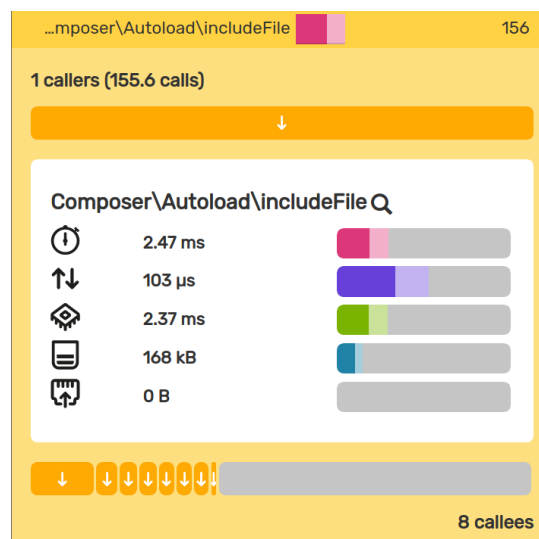 …mposer\Autoload\includeFile 156
1 callers (155.6 calls)
Composer\Autoload\includeFile
2.47 ms
103 µs
2.37 ms
168 kB
0 B
8 callees